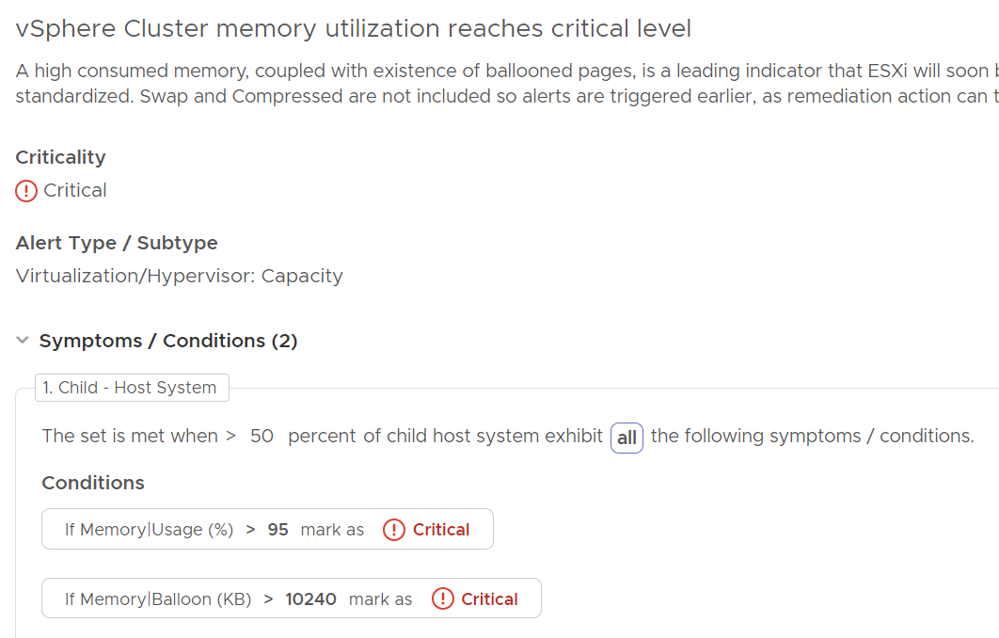 vSphere Cluster memory utilization reaches critical level
A high consumed memory, coupled with existence of ballooned pages, is a leading indicator that ESXi will soon
standardized. Swap and Compressed are not included so alerts are triggered earlier, as remediation action can
Criticality
Critical
Alert Type / Subtype
Virtualization/Hypervisor: Capacity
Symptoms / Conditions (2)
1. Child - Host System
The set is met when > 50 percent of child host system exhibit all the following symptoms / conditions.
Conditions
If Memory|Usage (%) > 95 mark as Critical
If Memory|Balloon (KB) > 10240 mark as Critical